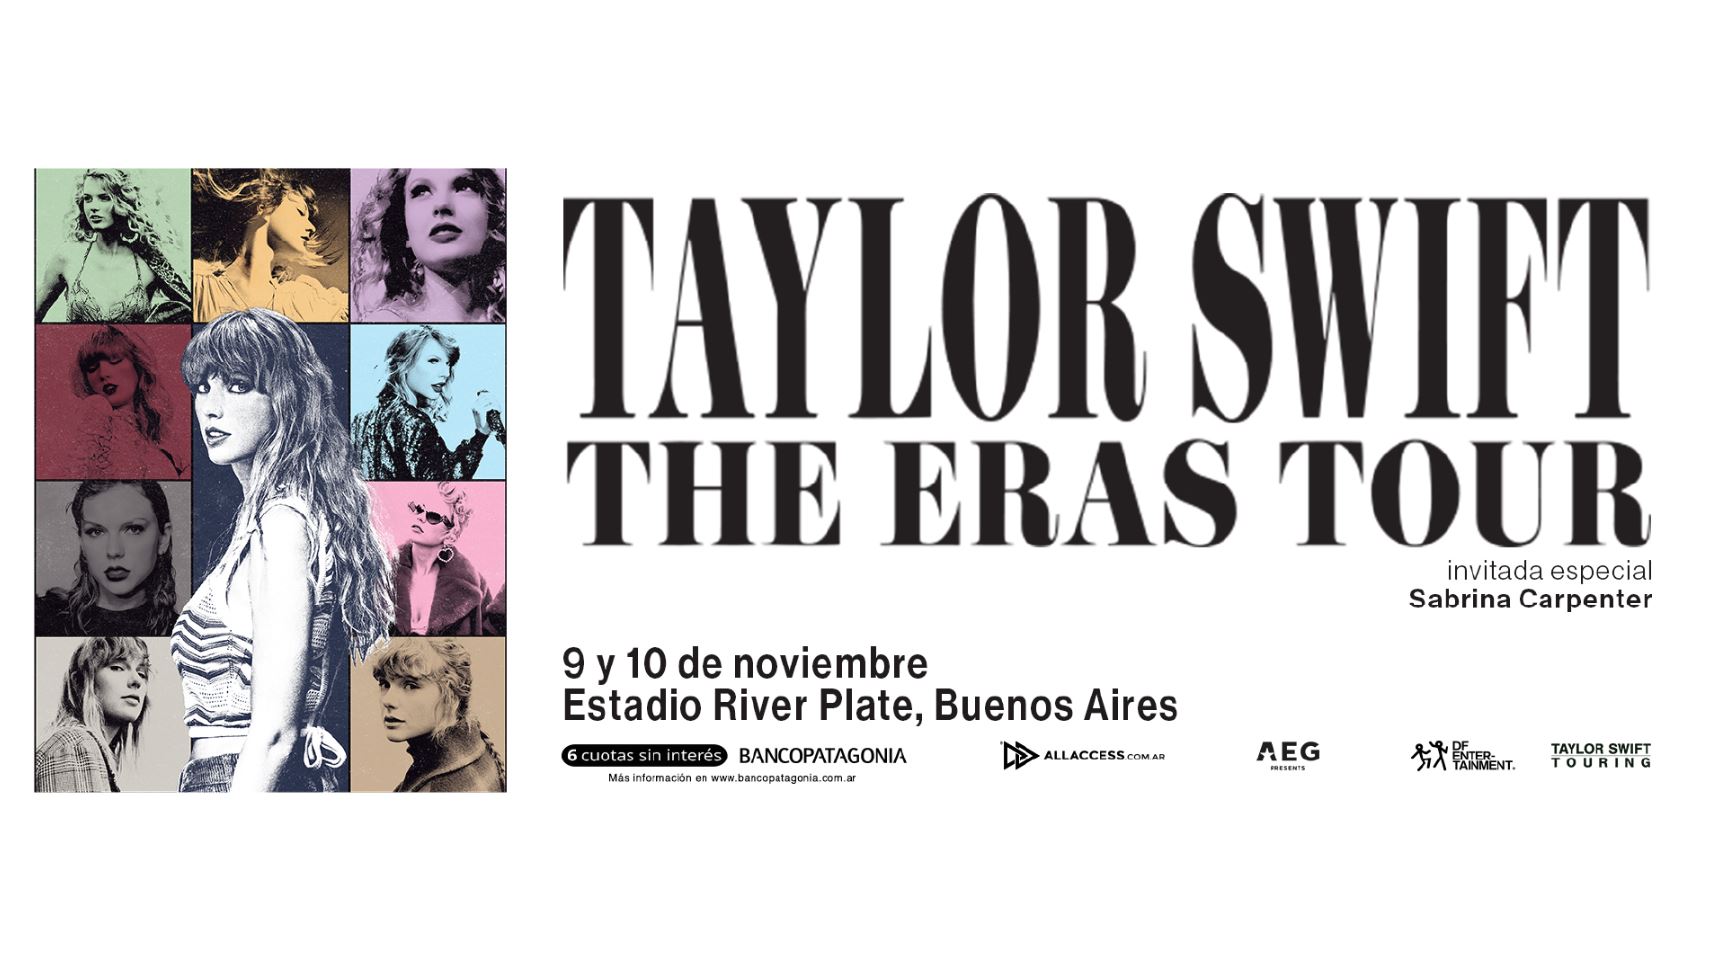 TAYLOR SWIFT
THE ERAS TOUR
invitada especial
Sabrina Carpenter
9 y 10 de noviembre
Estadio River Plate, Buenos Aires
6 cuotas sin interés BANCOPATAGONIA
Más información en www.bancopatagonia.com.ar
ALLACCESS.COM.AR
AEG
PRESENTS
DF
ENTER-
TAINMENT.
TAYLOR SWIFT
TOURING